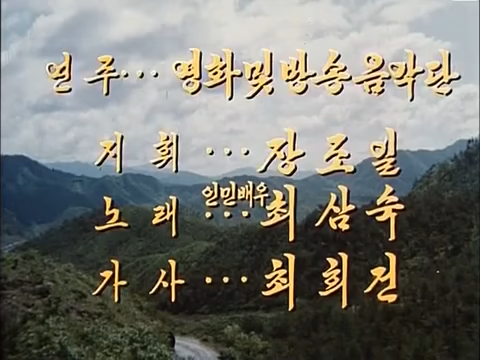 연주··· 영화및방송음악단
지휘 ··· 장조일
노래 ··· 인민배우 최삼숙
가사 ··· 최희건